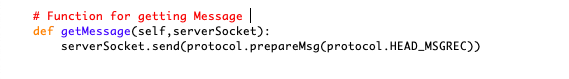 # Function for getting Message
def getMessage(self,serverSocket):
serverSocket.send(protocol.prepareMsg(protocol.HEAD_MSGREC))